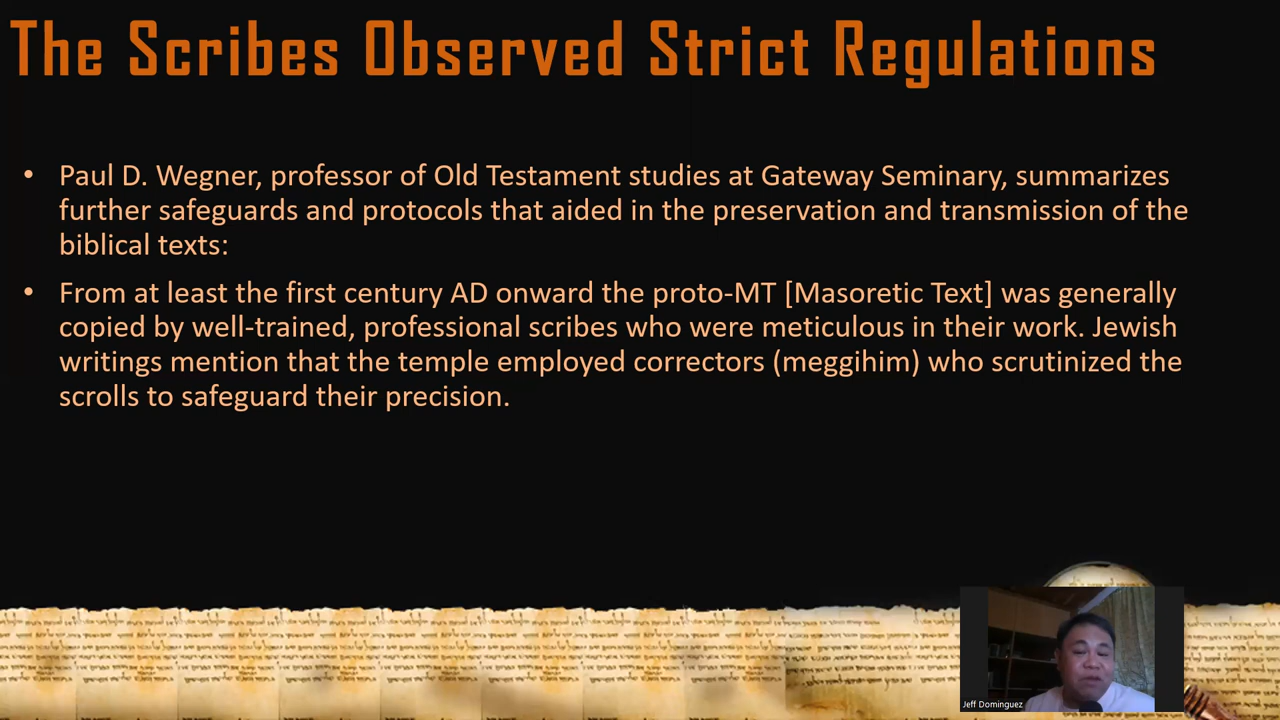 The Scribes Observed Strict Regulations
• Paul D. Wegner, professor of Old Testament studies at Gateway Seminary, summarizes
further safeguards and protocols that aided in the preservation and transmission of the
biblical texts:
• From at least the first century AD onward the proto-MT [Masoretic Text] was generally
copied by well-trained, professional scribes who were meticulous in their work. Jewish
writings mention that the temple employed correctors (meggihim) who scrutinized the
scrolls to safeguard their precision.
Jeff Dominguez